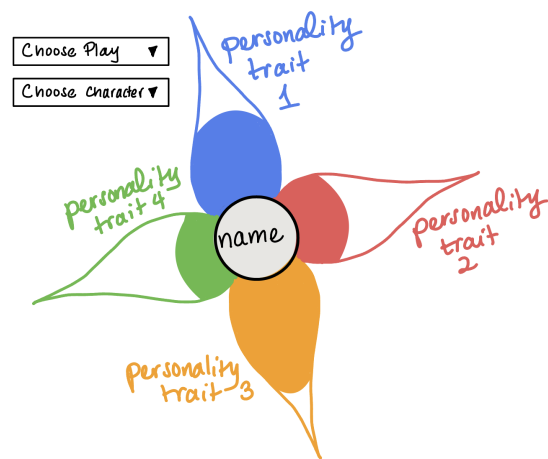 Choose Play ▼
Choose Character ▼
personality
trait
1
personality
trait 4
name
personality
trait
2
personality
trait 3